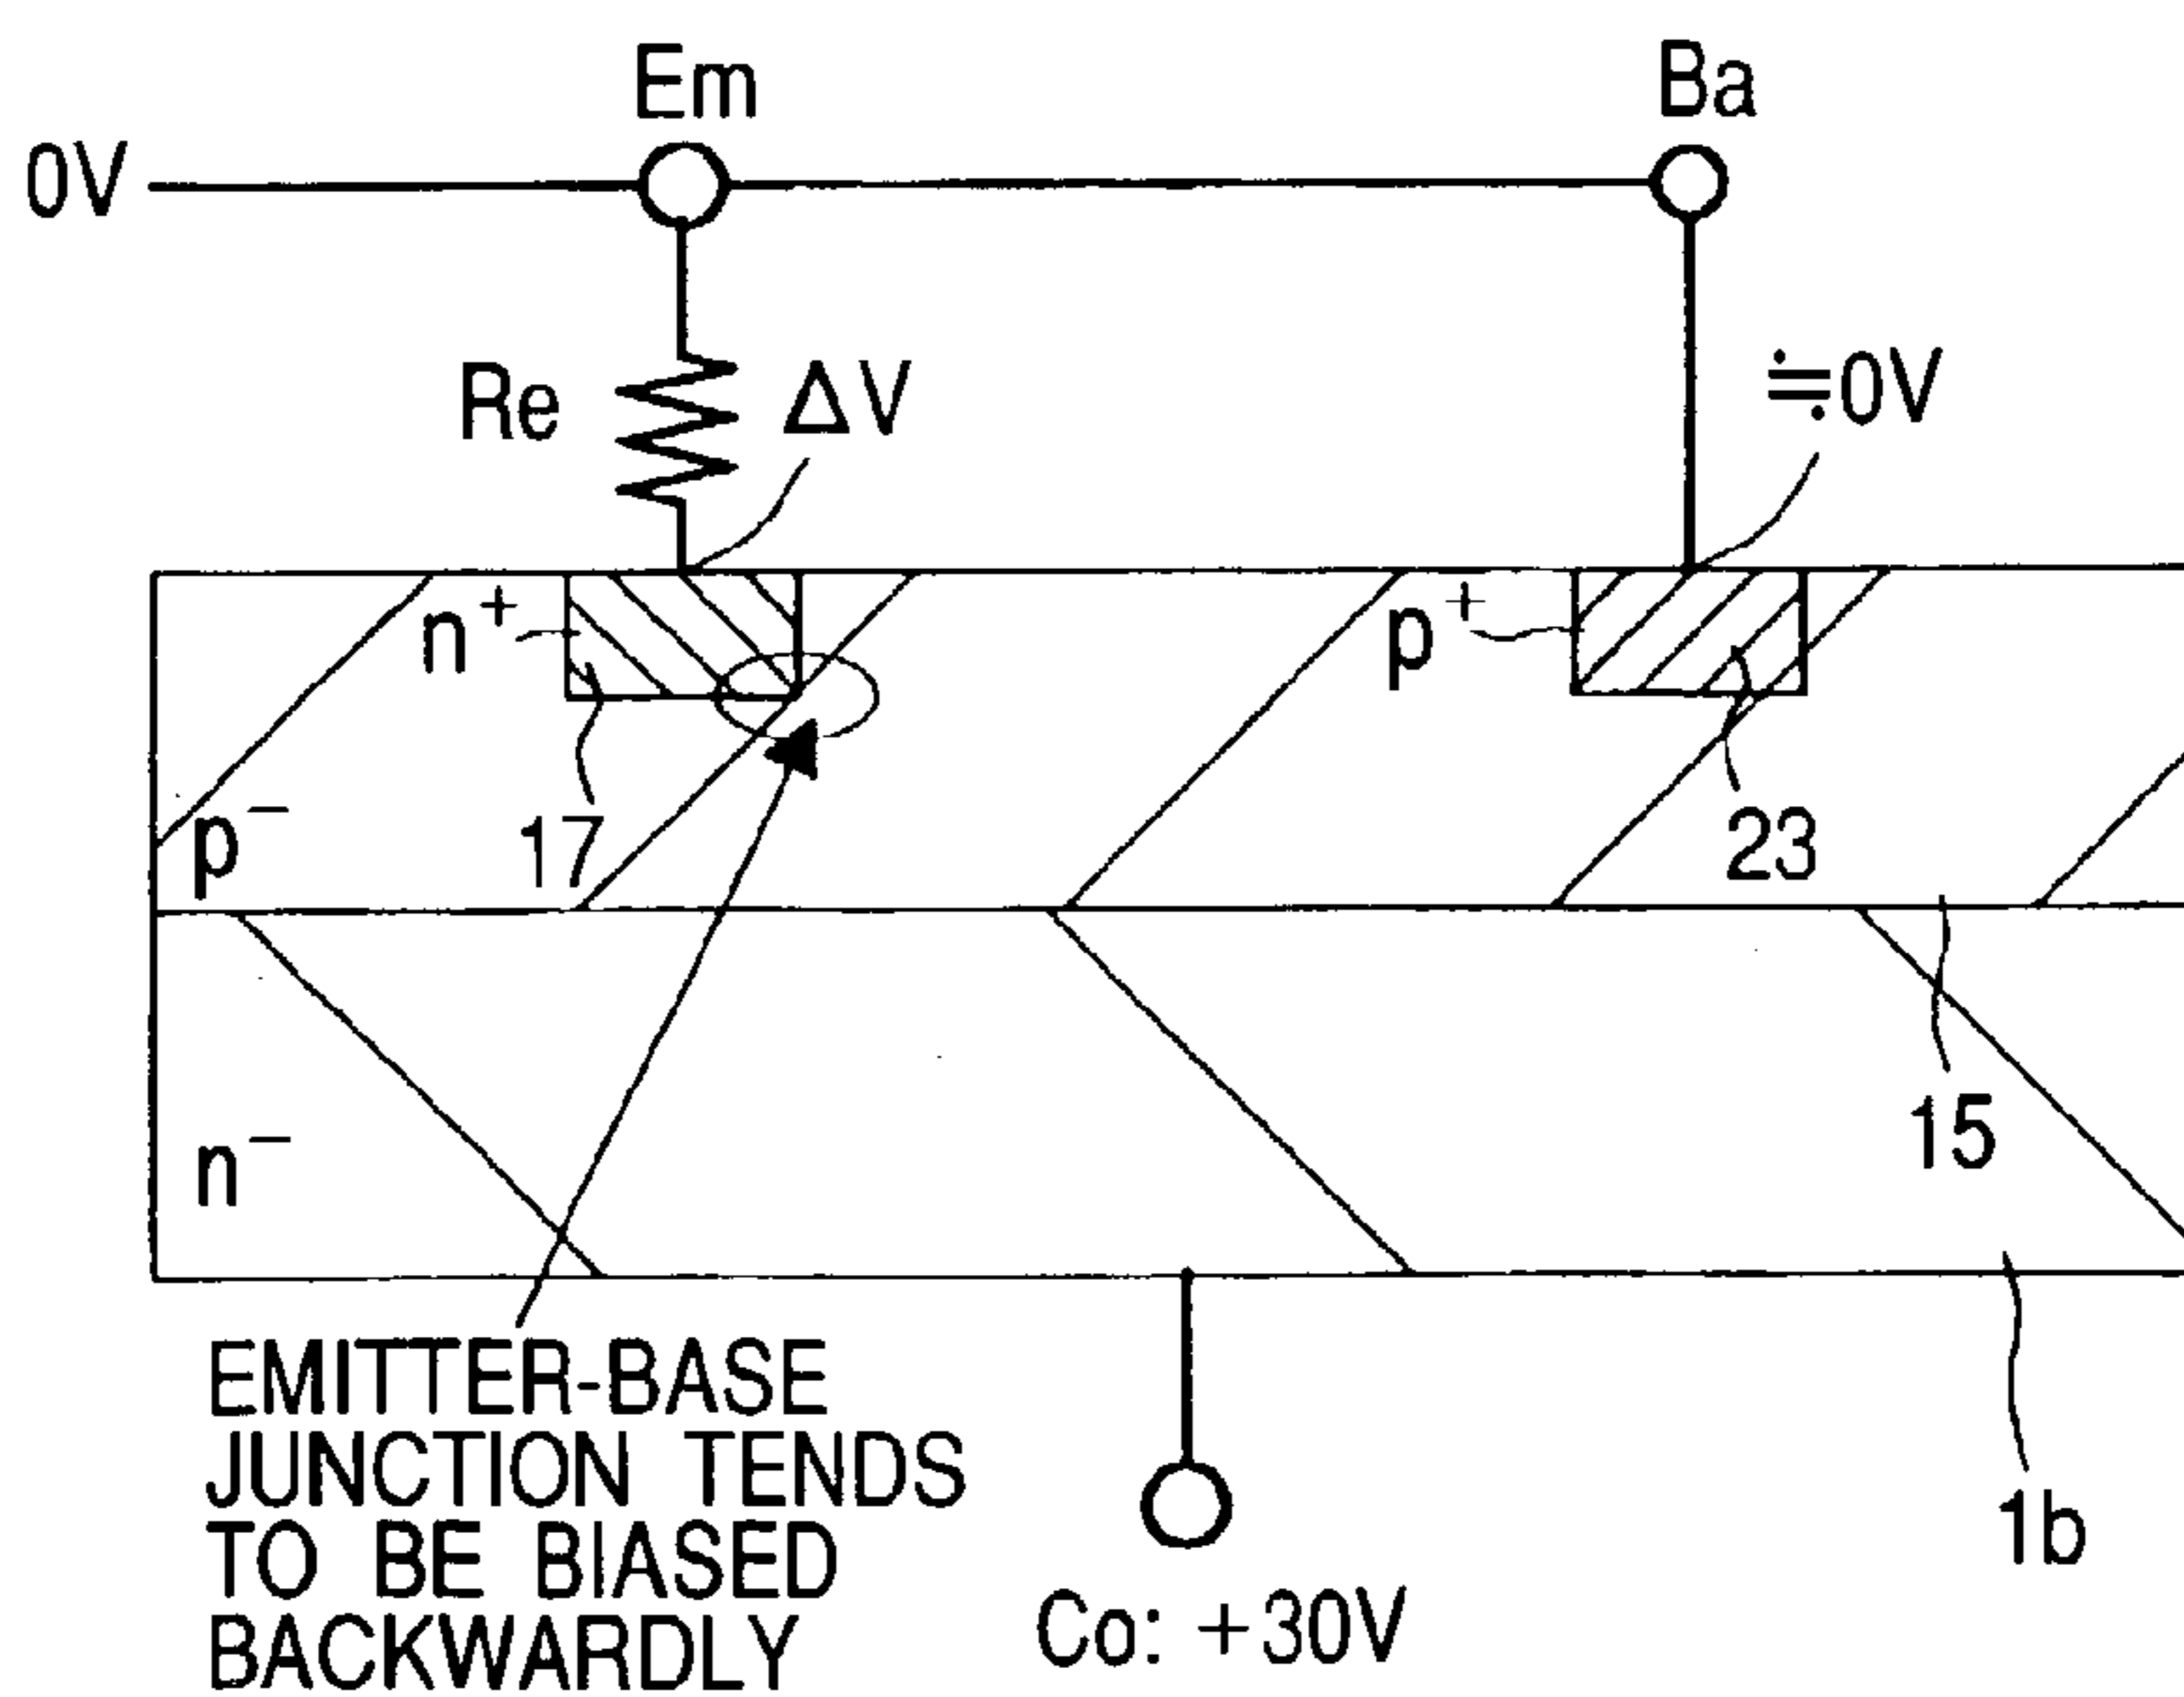 Em
Ba
0V
Re
ΔV
≒0V
n+
p+
p−
17
23
n−
15
EMITTER-BASE
JUNCTION TENDS
TO BE BIASED
BACKWARDLY
1b
Co: +30V